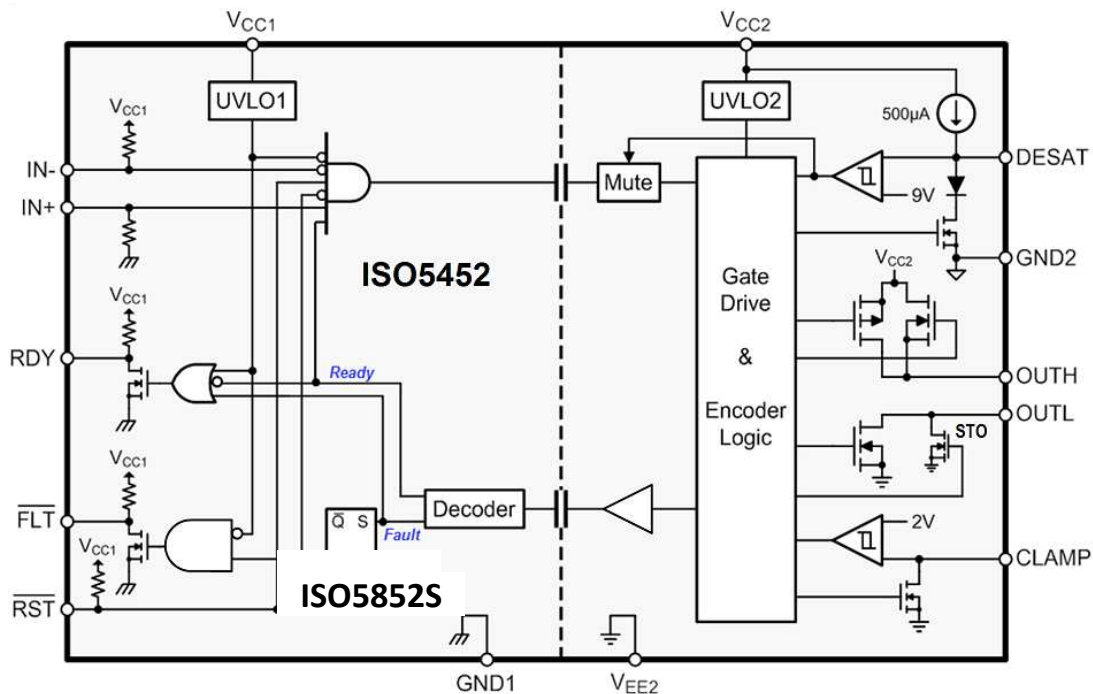 VCC1
VCC2
UVLO1
UVLO2
500µA
VCC1
IN-
IN+
Mute
DESAT
9V
GND2
ISO5452
Gate
Drive
&
Encoder
Logic
VCC2
VCC1
RDY
Ready
OUTH
OUTL
STO
VCC1
FLT
Q S
Fault
Decoder
2V
CLAMP
VCC1
RST
ISO5852S
GND1
VEE2